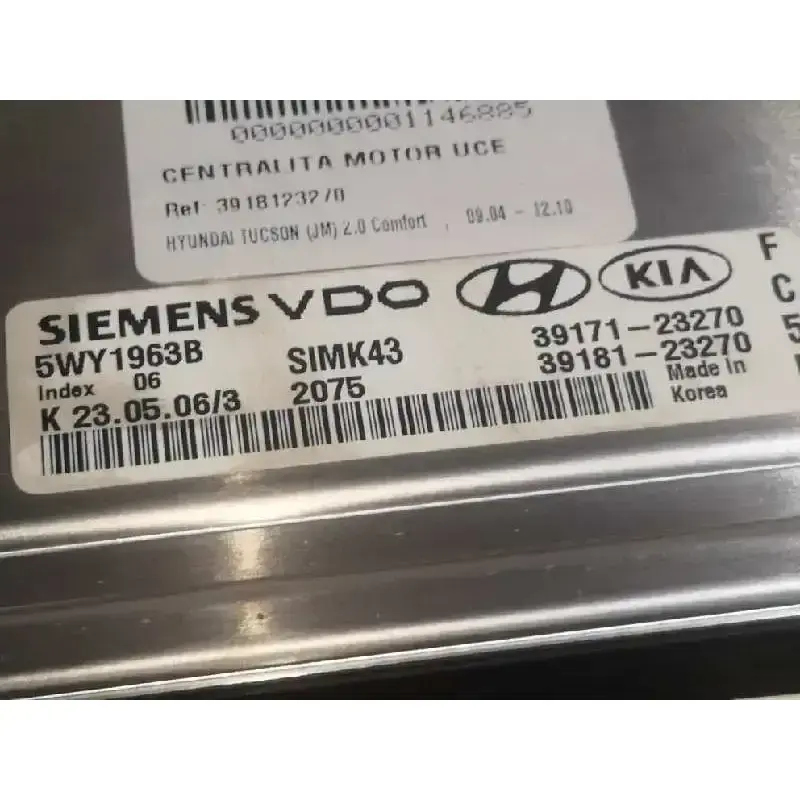 0000000001146885
CENTRALITA MOTOR UCE
Ref: 3918123270
HYUNDAI TUCSON (JM) 2.0 Comfort , 09.04 - 12.10
SIEMENS VDO KIA F
5WY1963B SIMK43 39171-23270 C
Index 06 39181-23270 5
K 23.05.06/3 2075 Made in
Korea